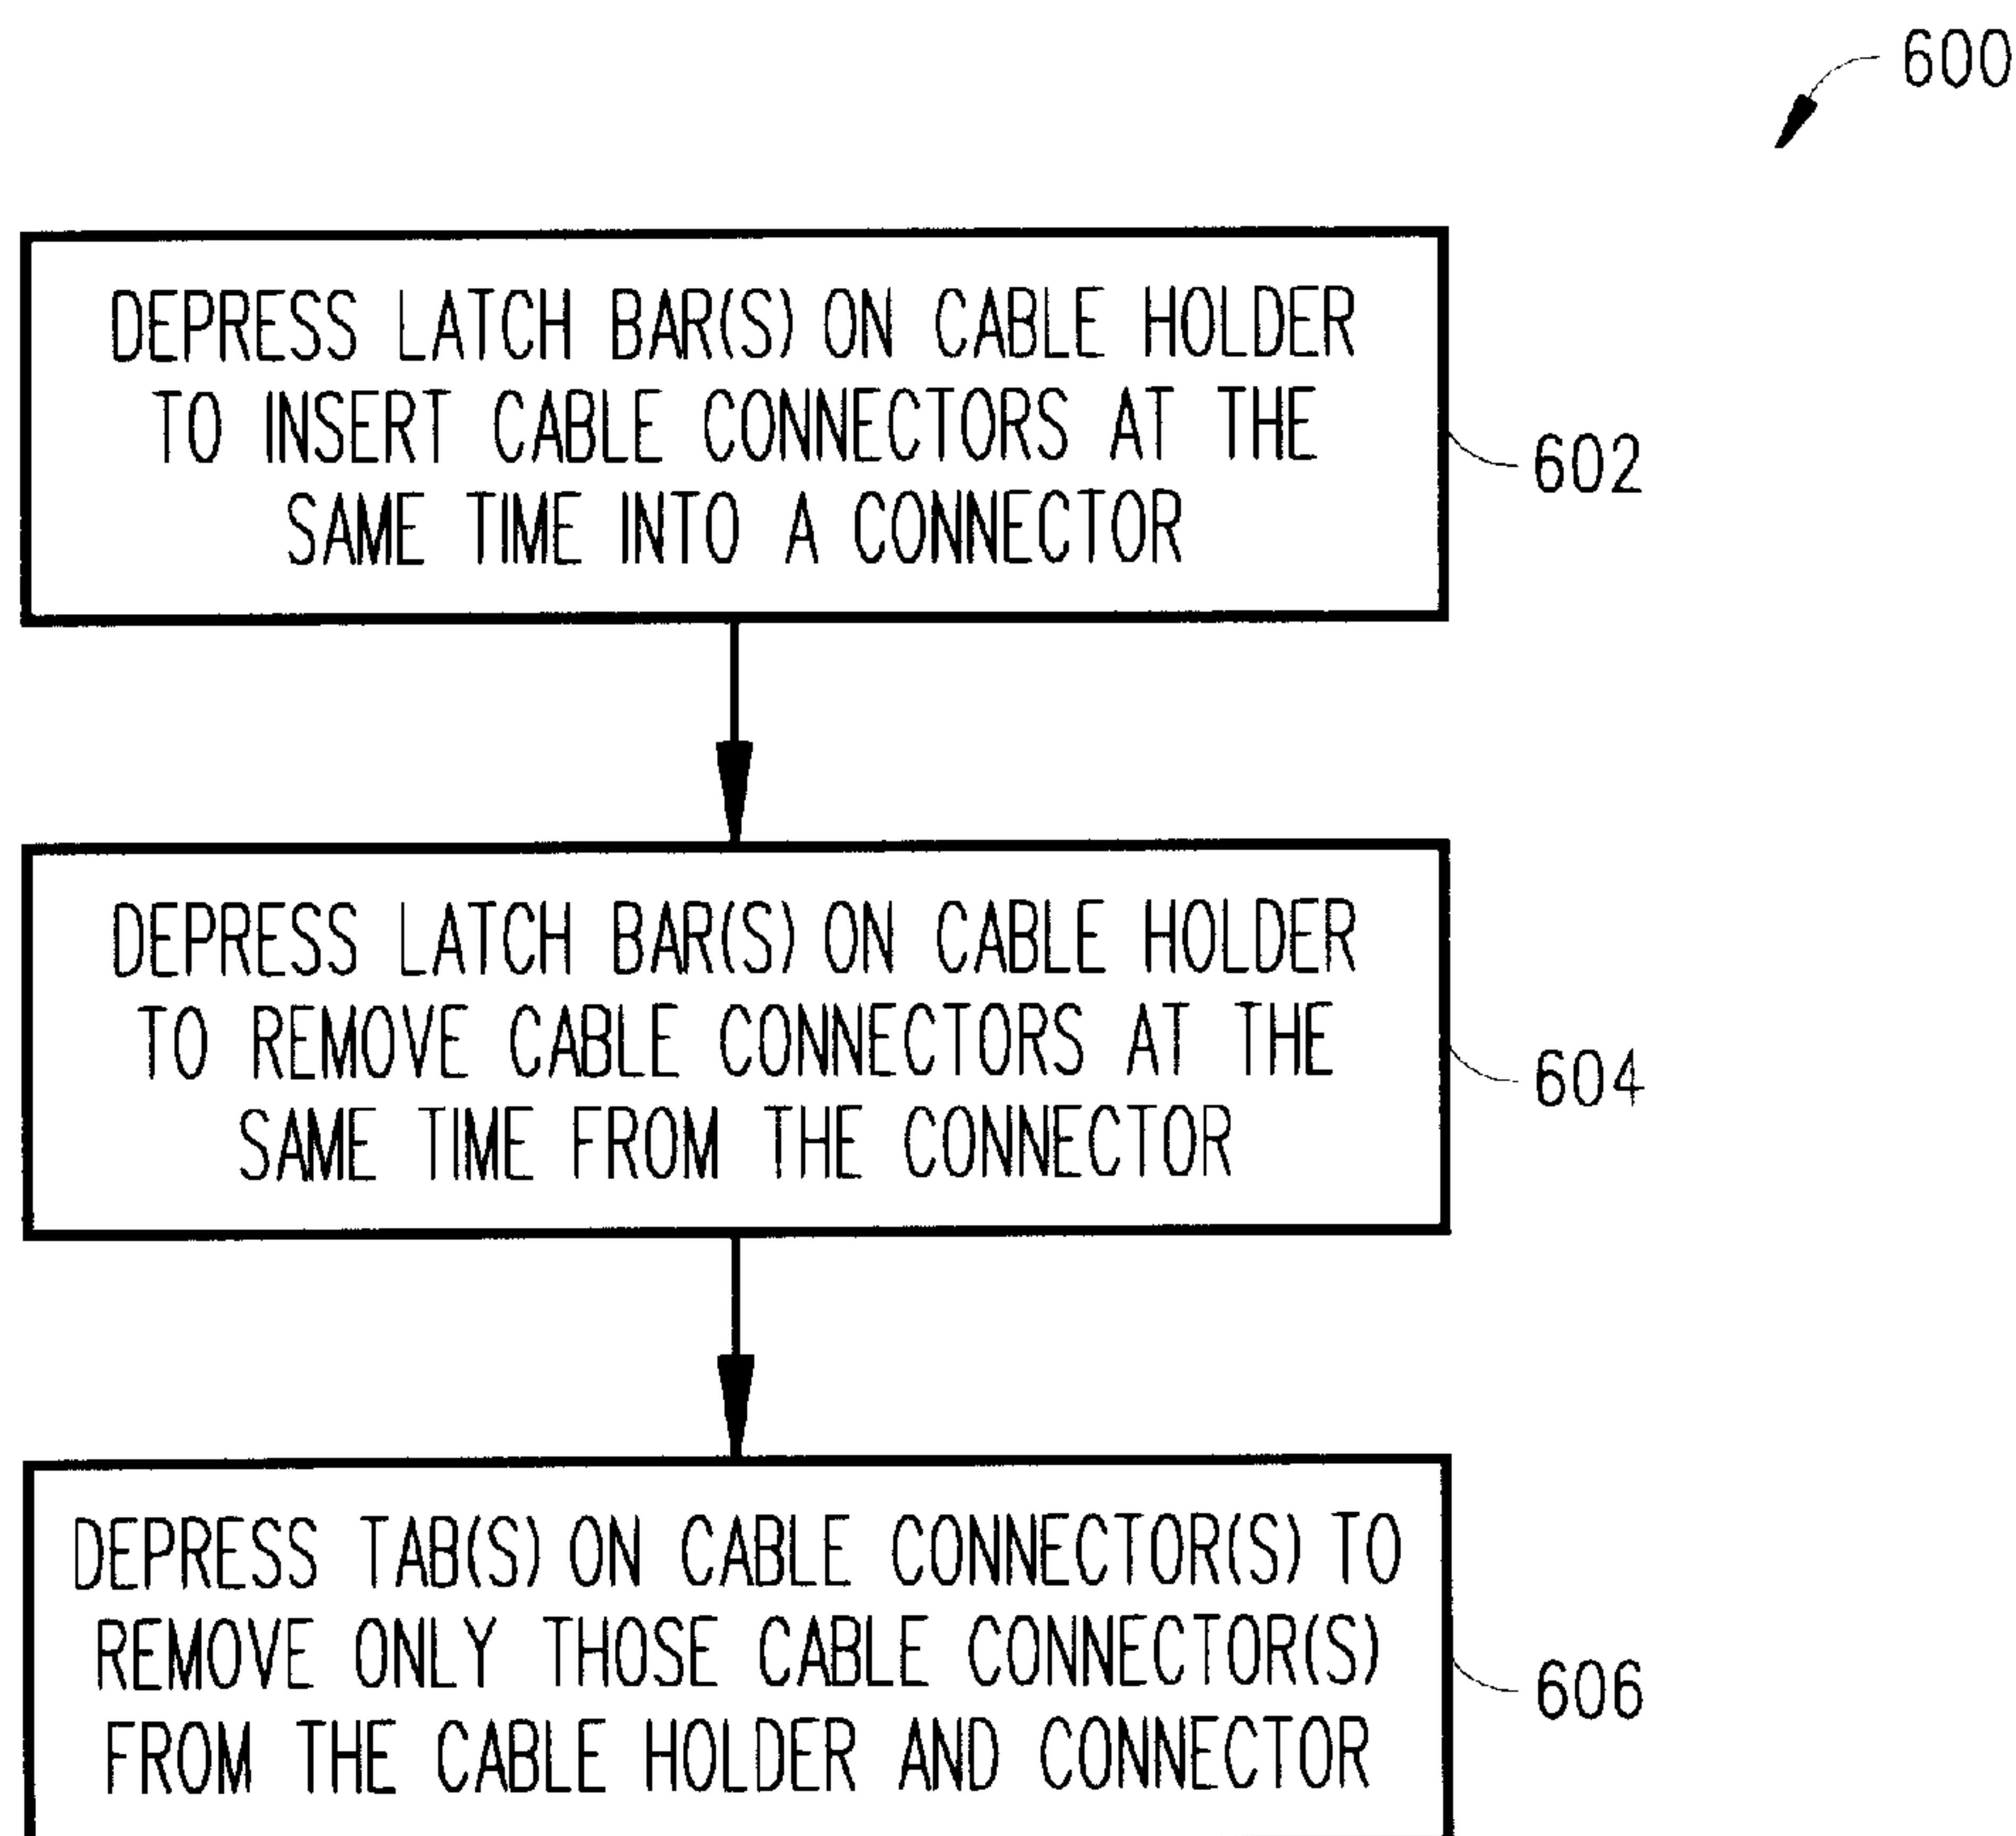 600
DEPRESS LATCH BAR(S) ON CABLE HOLDER
TO INSERT CABLE CONNECTORS AT THE
SAME TIME INTO A CONNECTOR
602
DEPRESS LATCH BAR(S) ON CABLE HOLDER
TO REMOVE CABLE CONNECTORS AT THE
SAME TIME FROM THE CONNECTOR
604
DEPRESS TAB(S) ON CABLE CONNECTOR(S) TO
REMOVE ONLY THOSE CABLE CONNECTOR(S)
FROM THE CABLE HOLDER AND CONNECTOR
606